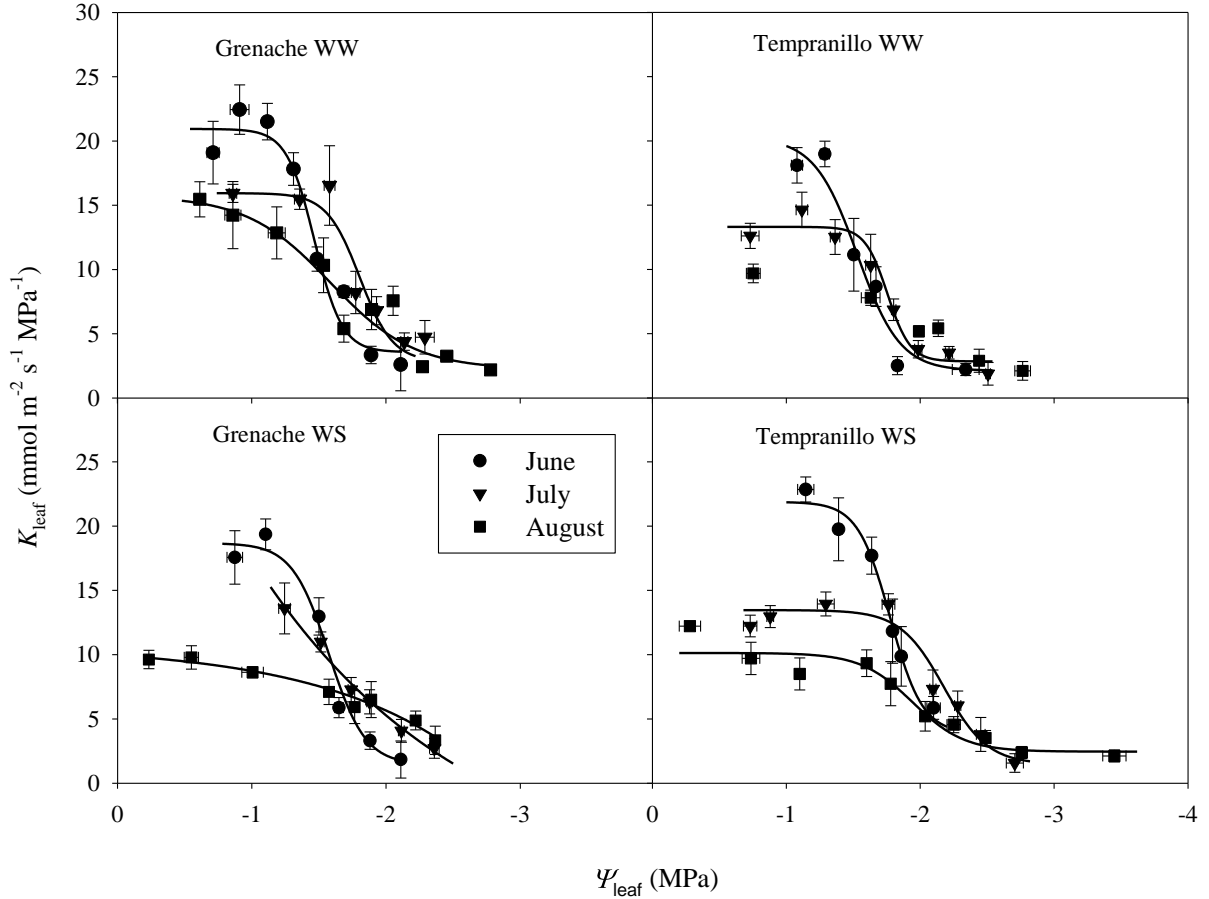 30
25
20
15
10
5
0
Grenache WW
Tempranillo WW
K leaf (mmol m-2 s-1 MPa-1)
Grenache WS
Tempranillo WS
June
July
August
25
20
15
10
5
0
0 -1 -2 -3 0 -1 -2 -3 -4
Ψleaf (MPa)